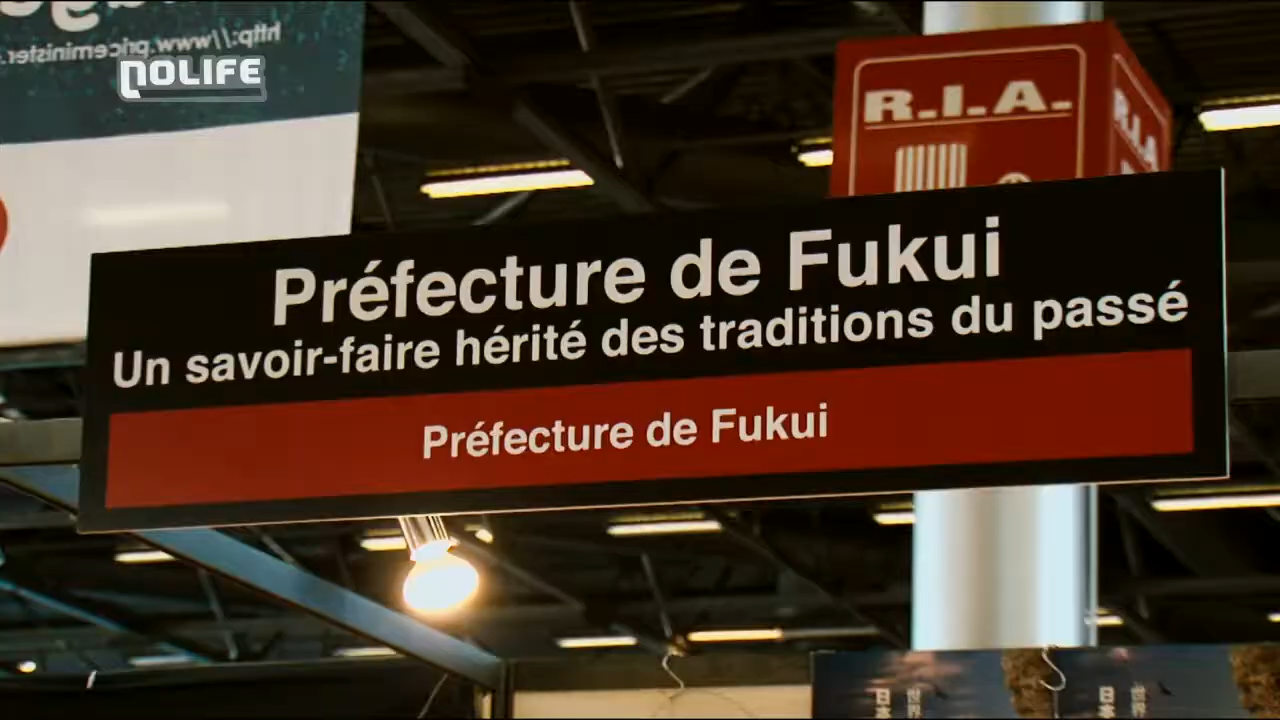 http://www.priceminister.
NOLIFE
R.I.A.
R.I.A
Préfecture de Fukui
Un savoir-faire hérité des traditions du passé
Préfecture de Fukui